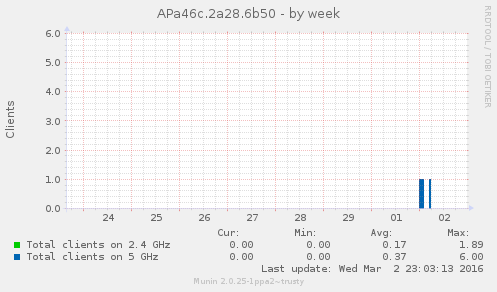 APa46c.2a28.6b50 - by week
RRDTOOL / TOBI OETIKER
Clients
6.0
5.0
4.0
3.0
2.0
1.0
0.0
24 25 26 27 28 29 01 02
Cur: Min: Avg: Max:
Total clients on 2.4 GHz 0.00 0.00 0.17 1.89
Total clients on 5 GHz 0.00 0.00 0.37 6.00
Last update: Wed Mar 2 23:03:13 2016
Munin 2.0.25-1ppa2~trusty